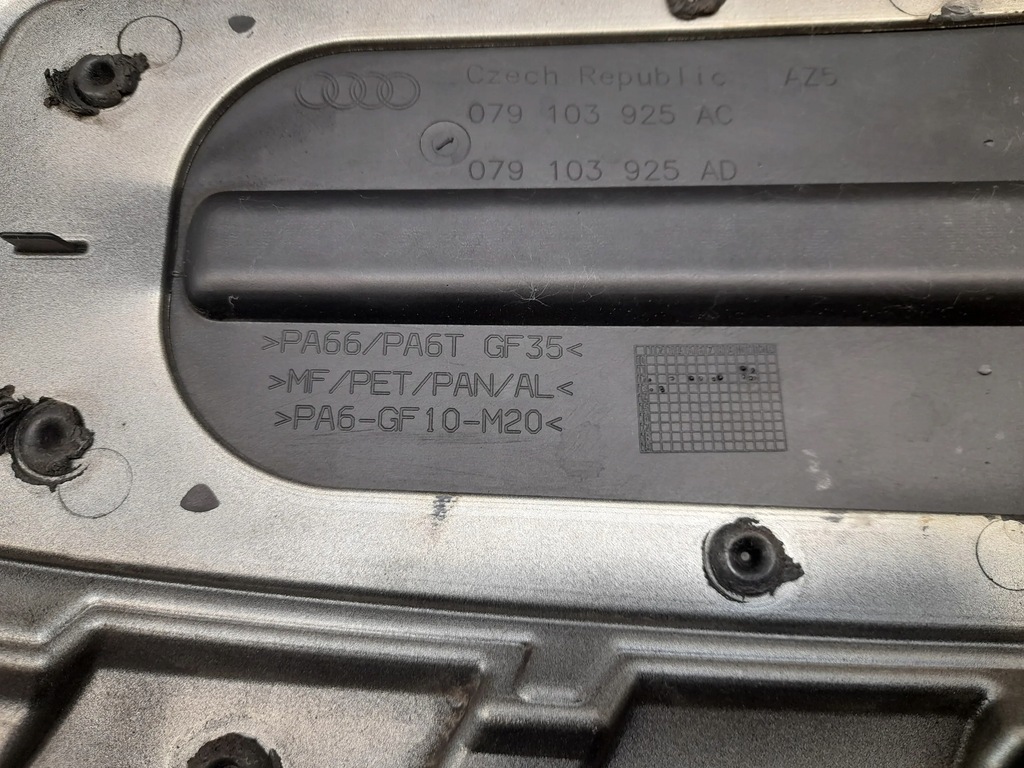 Czech Republic AZ5
079 103 925 AC
079 103 925 AD
>PA66/PA6T GF35<
>MF/PET/PAN/AL<
>PA6-GF10-M20<